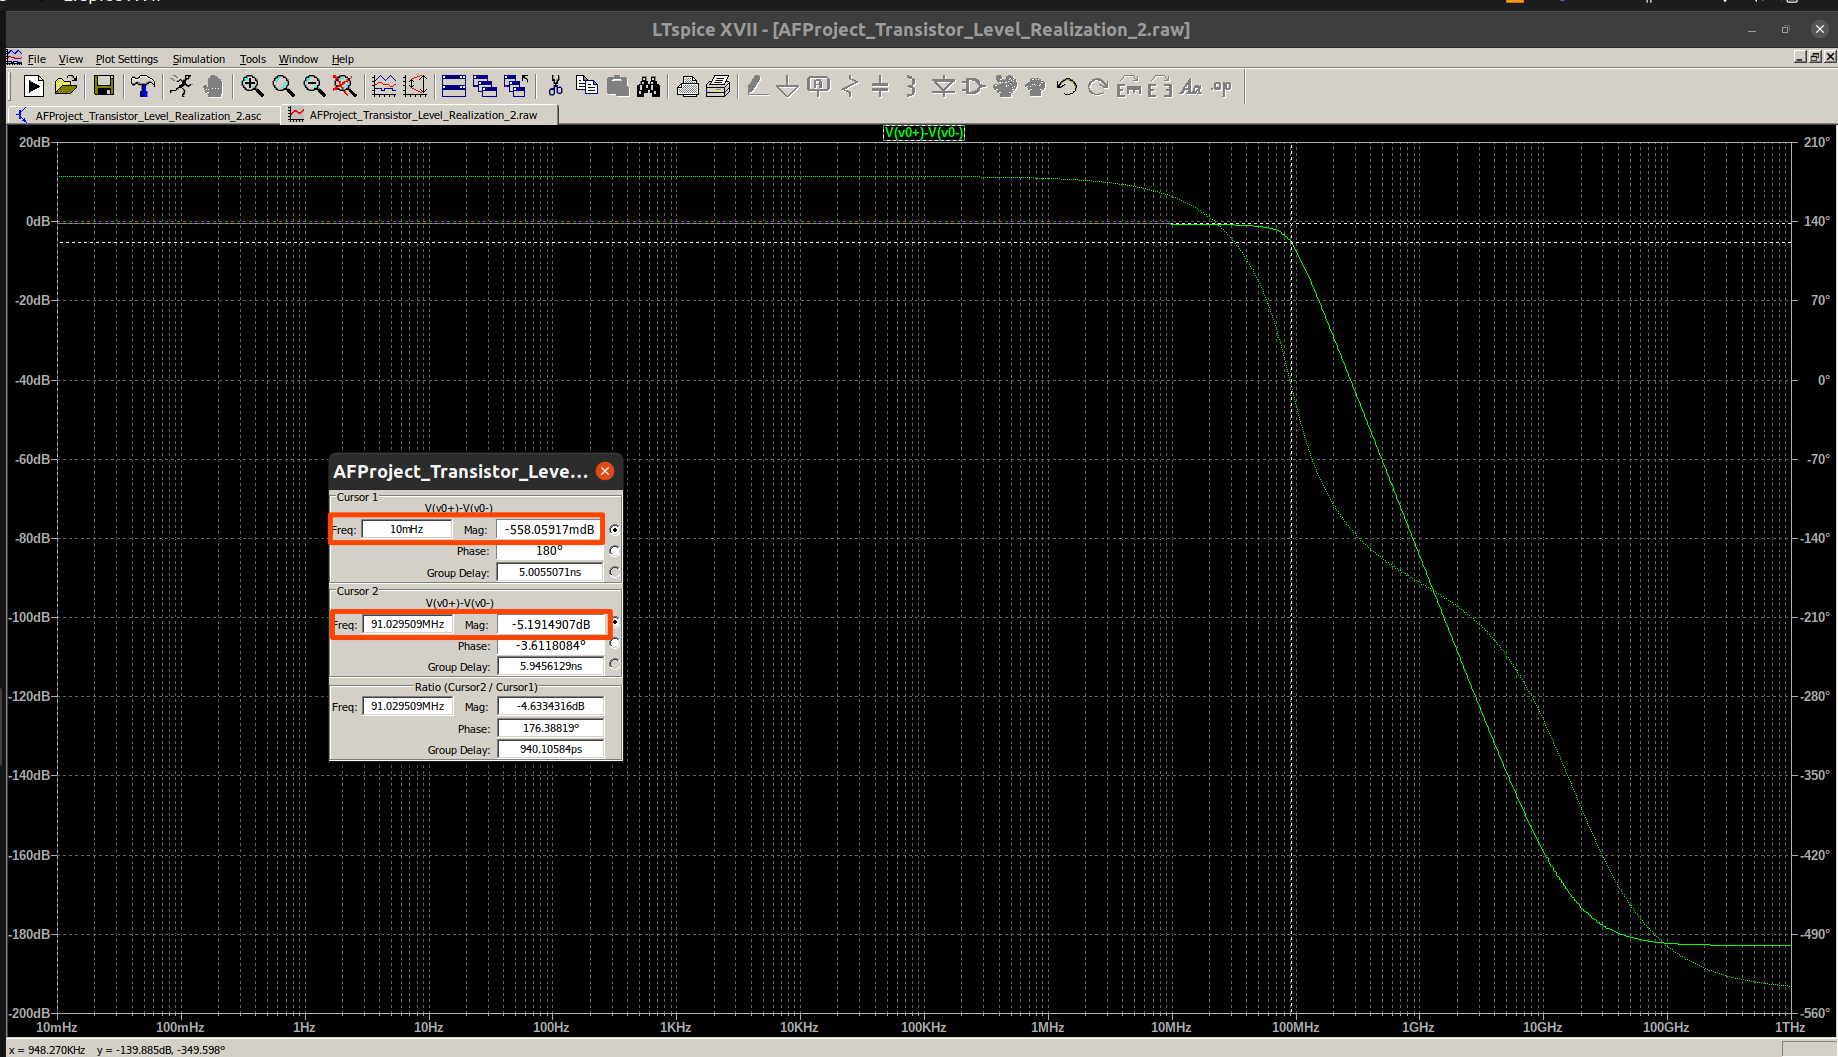 LTspice XVII - [AFProject_Transistor_Level_Realization_2.raw]
File View Plot Settings Simulation Tools Window Help
AFProject_Transistor_Level_Realization_2.asc AFProject_Transistor_Level_Realization_2.raw
V(v0+)-V(v0-)
20dB 210°
0dB 140°
-20dB 70°
-40dB 0°
-60dB -70°
-80dB -140°
-100dB -210°
-120dB -280°
-140dB -350°
-160dB -420°
-180dB -490°
-200dB -560°
10mHz 100mHz 1Hz 10Hz 100Hz 1KHz 10KHz 100KHz 1MHz 10MHz 100MHz 1GHz 10GHz 100GHz 1THz
AFProject_Transistor_Leve...
Cursor 1
V(v0+)-V(v0-)
Freq: 10mHz Mag: -558.05917mdB
Phase: 180°
Group Delay: 5.0055071ns
Cursor 2
V(v0+)-V(v0-)
Freq: 91.029509MHz Mag: -5.1914907dB
Phase: -3.6118084°
Group Delay: 5.9456129ns
Ratio (Cursor2 / Cursor1)
Freq: 91.029509MHz Mag: -4.6334316dB
Phase: 176.38819°
Group Delay: 940.10584ps
x = 948.270KHz y = -139.885dB, -349.598°